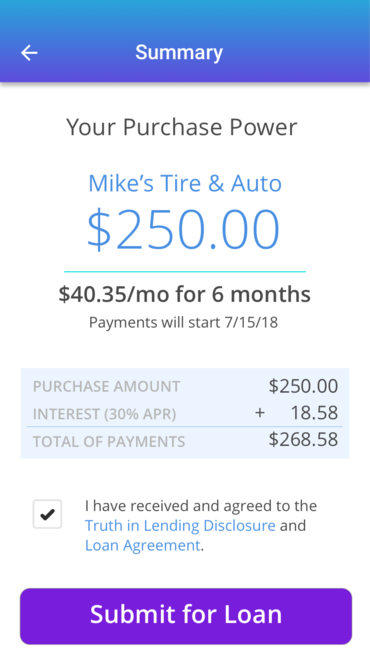 Summary
Your Purchase Power
Mike’s Tire & Auto
$250.00
$40.35/mo for 6 months
Payments will start 7/15/18
PURCHASE AMOUNT $250.00
INTEREST (30% APR) + 18.58
TOTAL OF PAYMENTS $268.58
I have received and agreed to the
Truth in Lending Disclosure and
Loan Agreement.
Submit for Loan